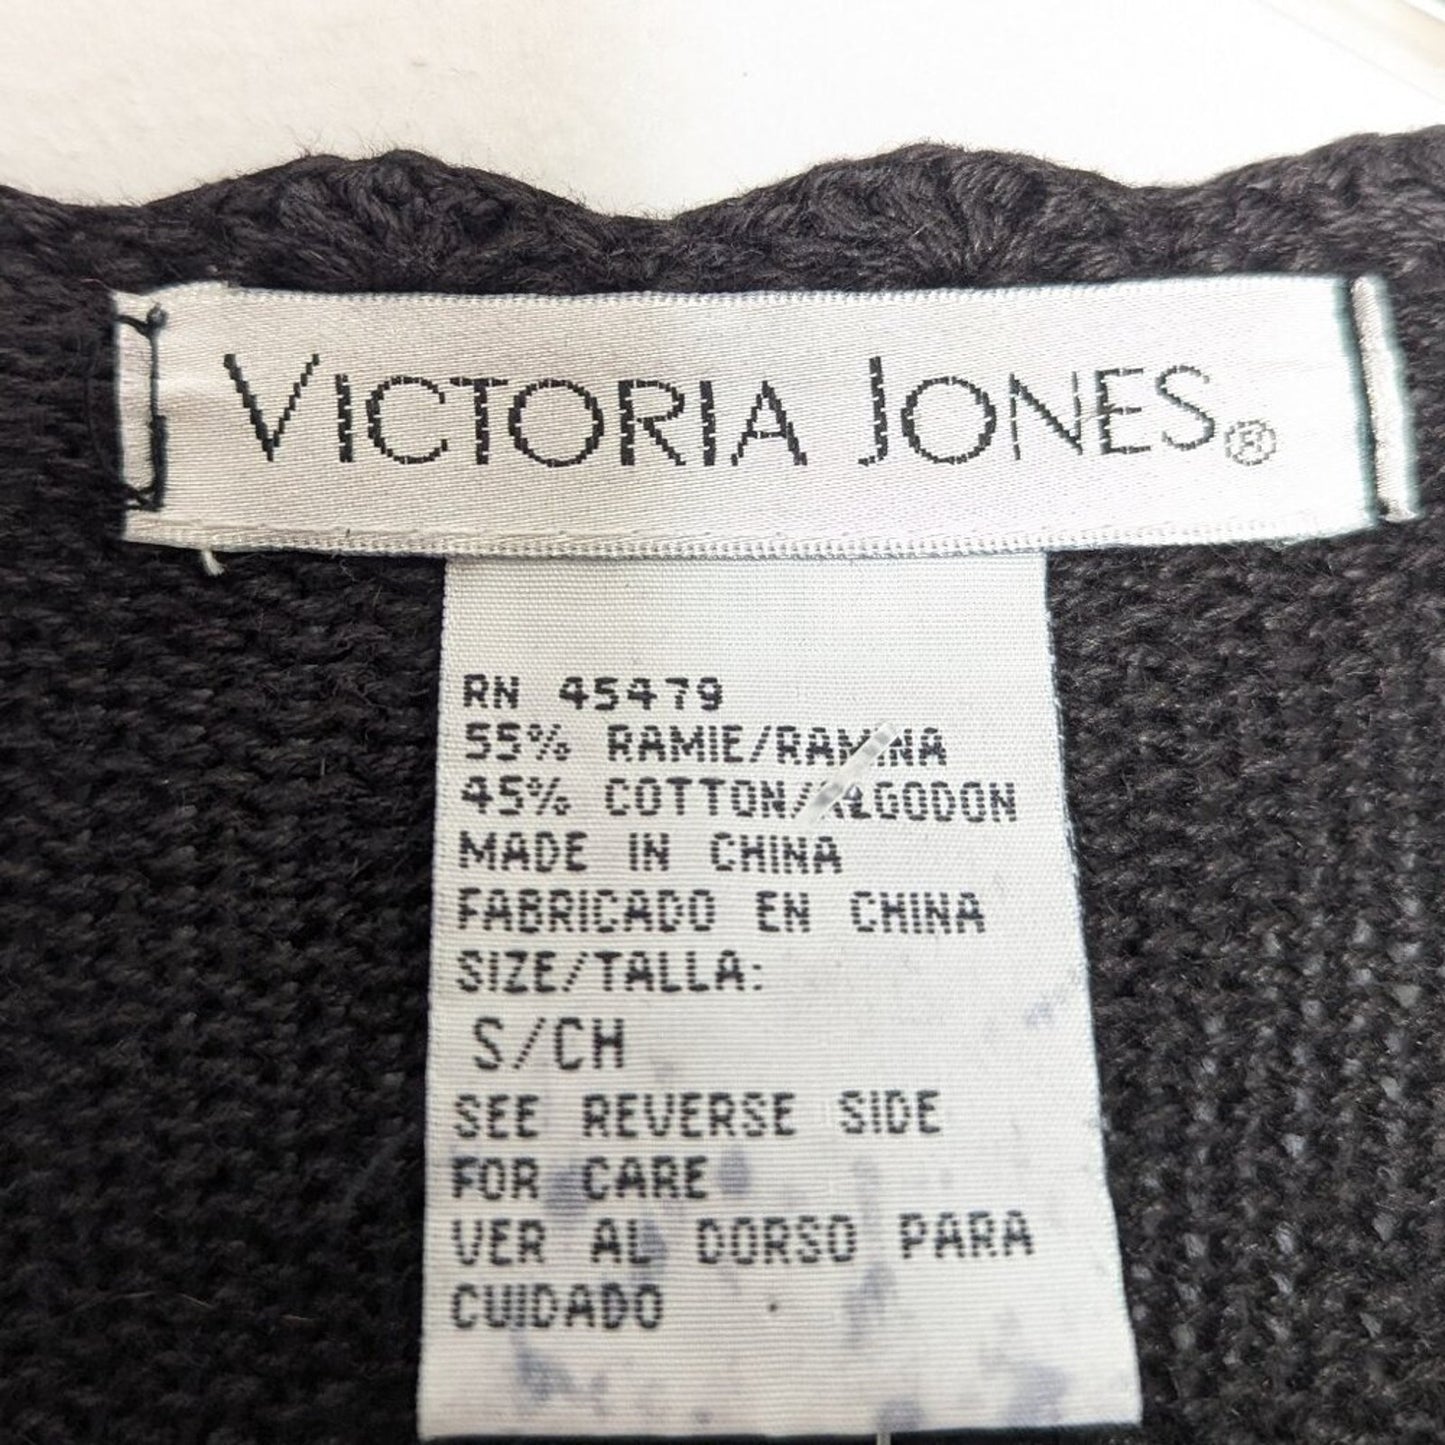 VICTORIA JONES®
RN 45479
55% RAMIE/RAMINA
45% COTTON/ALGODON
MADE IN CHINA
FABRICADO EN CHINA
SIZE/TALLA:
S/CH
SEE REVERSE SIDE
FOR CARE
VER AL DORSO PARA
CUIDADO